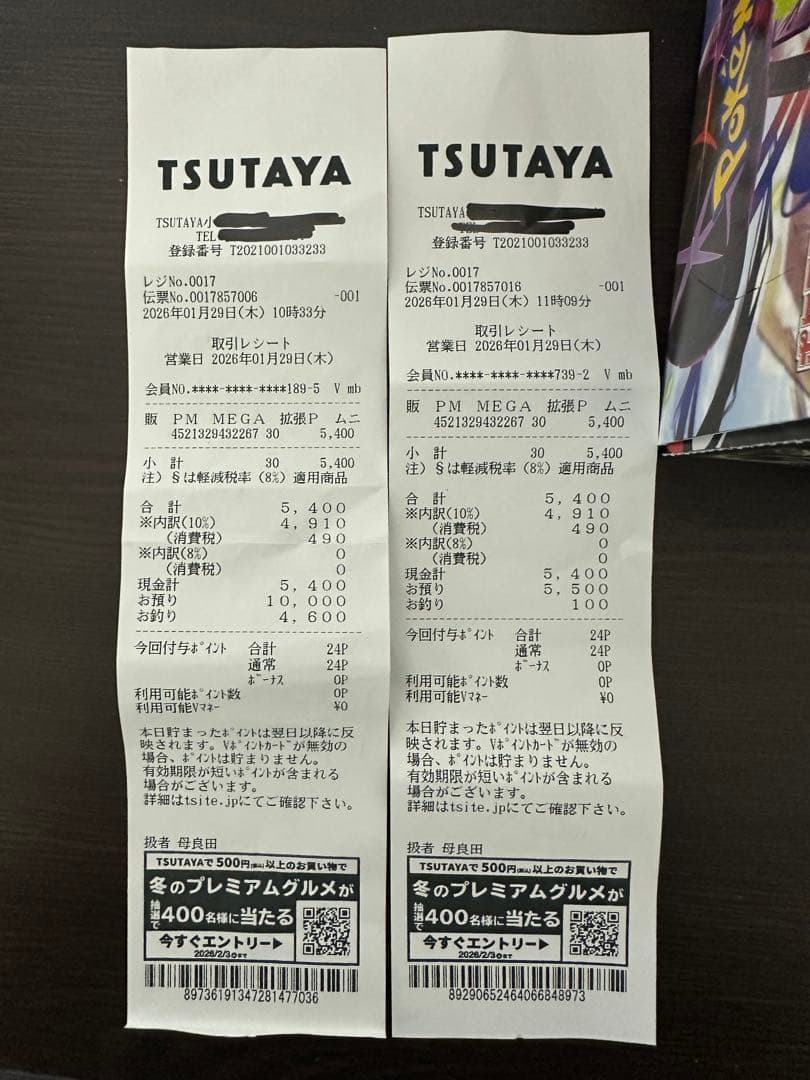 TSUTAYA
TSUTAYA小
TEL
登録番号 T2021001033233
レジNo.0017
伝票No.0017857006 -001
2026年01月29日(木) 10時33分
取引レシート
営業日 2026年01月29日(木)
会員NO.****-****-****189-5 V mb
販 PM MEGA 拡張P ムニ
4521329432267 30 5,400
小 計 30 5,400
注) §は軽減税率 (8%) 適用商品
合 計 5,400
※内訳(10%) 4,910
(消費税) 490
※内訳(8%) 0
(消費税) 0
現金計 5,400
お預り 10,000
お釣り 4,600
今回付与ポイント 合計 24P
通常 24P
ボーナス 0P
利用可能ポイント数 0P
利用可能Vマネー ¥0
本日貯まったポイントは翌日以降に反
映されます。Vポイントカードが無効の
場合、ポイントは貯まりません。
有効期限が短いポイントが含まれる
場合がございます。
詳細はtsite.jpにてご確認下さい。
扱者 母良田
TSUTAYAで500円(税込)以上のお買い物で
冬のプレミアムグルメが
抽選で400名様に当たる
今すぐエントリー▶
2026/2/3まで
89736191347281477036
TSUTAYA
TSUTAYA
TEL
登録番号 T2021001033233
レジNo.0017
伝票No.0017857016 -001
2026年01月29日(木) 11時09分
取引レシート
営業日 2026年01月29日(木)
会員NO.****-****-****739-2 V mb
販 PM MEGA 拡張P ムニ
4521329432267 30 5,400
小 計 30 5,400
注) §は軽減税率 (8%) 適用商品
合 計 5,400
※内訳(10%) 4,910
(消費税) 490
※内訳(8%) 0
(消費税) 0
現金計 5,400
お預り 5,500
お釣り 100
今回付与ポイント 合計 24P
通常 24P
ボーナス 0P
利用可能ポイント数 0P
利用可能Vマネー ¥0
本日貯まったポイントは翌日以降に反
映されます。Vポイントカードが無効の
場合、ポイントは貯まりません。
有効期限が短いポイントが含まれる
場合がございます。
詳細はtsite.jpにてご確認下さい。
扱者 母良田
TSUTAYAで500円(税込)以上のお買い物で
冬のプレミアムグルメが
抽選で400名様に当たる
今すぐエントリー▶
2026/2/3まで
89290652464066848973